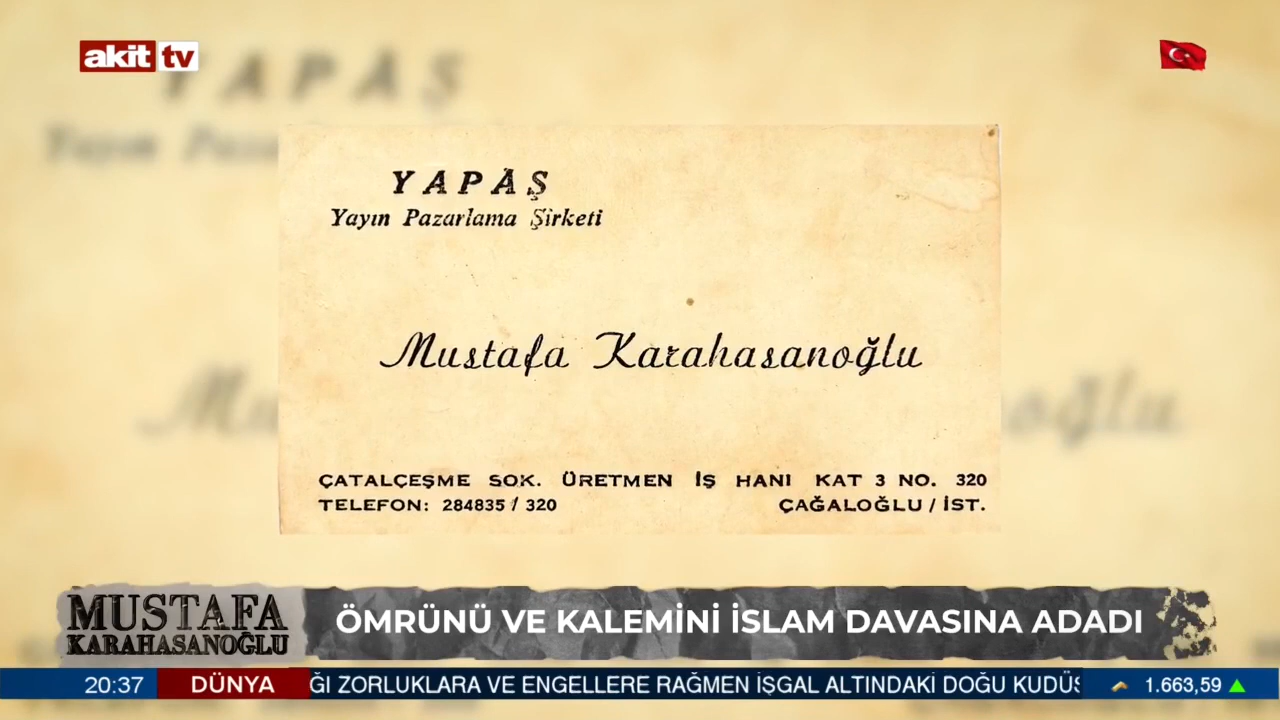 akit tv
YAPAŞ
Yayın Pazarlama Şirketi
Mustafa Karahasanoğlu
ÇATALÇEŞME SOK. ÜRETMEN İŞ HANI KAT 3 NO. 320
TELEFON: 284835 / 320 ÇAĞALOĞLU / İST.
MUSTAFA
KARAHASANOĞLU
ÖMRÜNÜ VE KALEMİNİ İSLAM DAVASINA ADADI
20:37 DÜNYA ĞI ZORLUKLARA VE ENGELLERE RAĞMEN İŞGAL ALTINDAKİ DOĞU KUDÜS 1.663,59